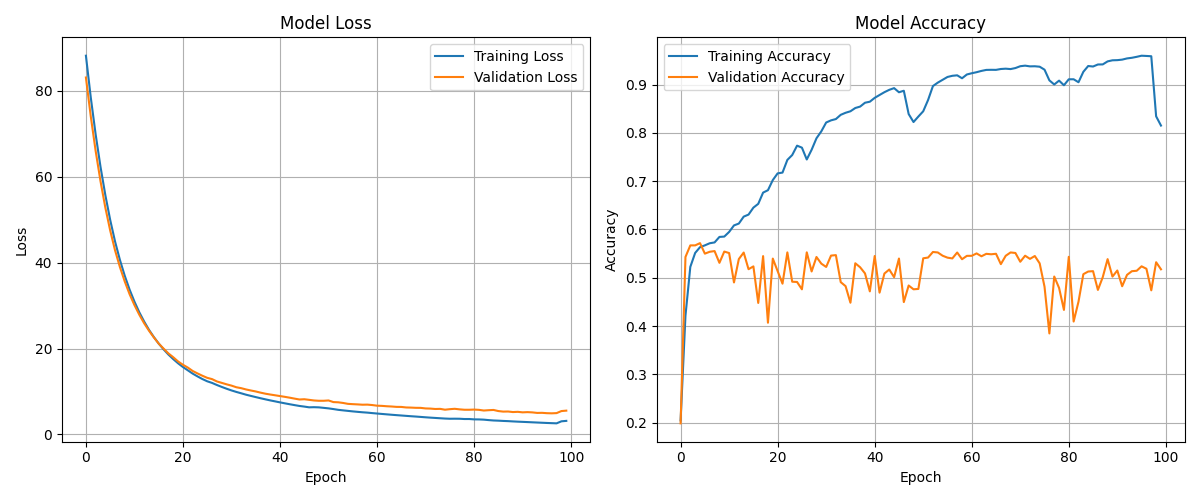 Model Loss
Training Loss
Validation Loss
Loss
80
60
40
20
0
0 20 40 60 80 100
Epoch
Model Accuracy
Training Accuracy
Validation Accuracy
Accuracy
0.9
0.8
0.7
0.6
0.5
0.4
0.3
0.2
0 20 40 60 80 100
Epoch